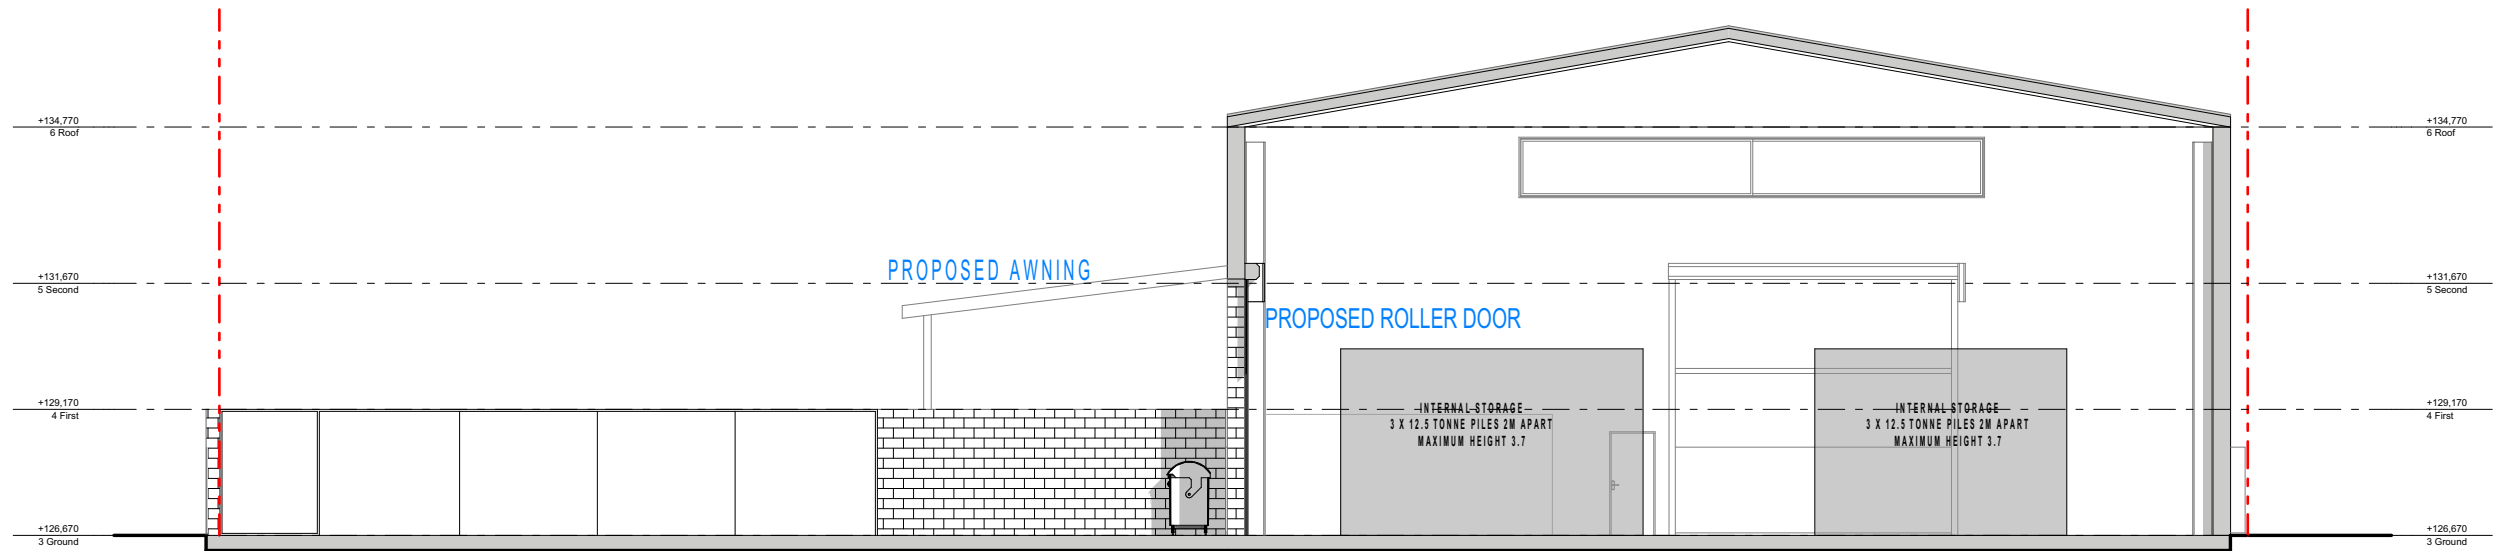 +134,770
6 Roof
+134,770
6 Roof
+131,670
5 Second
PROPOSED AWNING
+131,670
5 Second
PROPOSED ROLLER DOOR
+129,170
4 First
INTERNAL STORAGE
3 X 12.5 TONNE PILES 2M APART
MAXIMUM HEIGHT 3.7
INTERNAL STORAGE
3 X 12.5 TONNE PILES 2M APART
MAXIMUM HEIGHT 3.7
+129,170
4 First
+126,670
3 Ground
+126,670
3 Ground